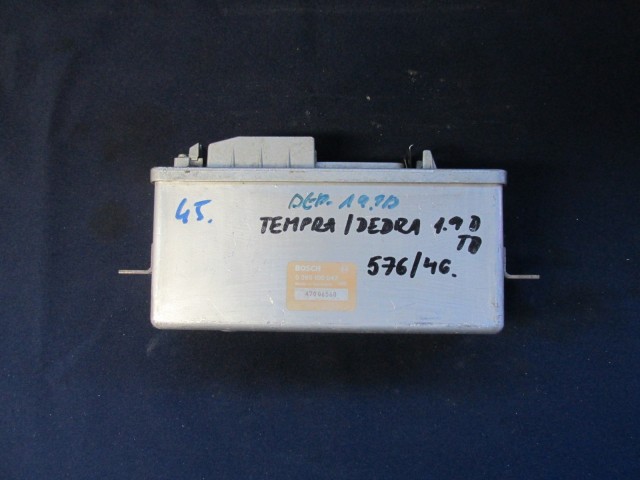 45.
DED. 1.9 TD
TEMPRA/DEDRA 1.9 D
TD
576/46.
BOSCH